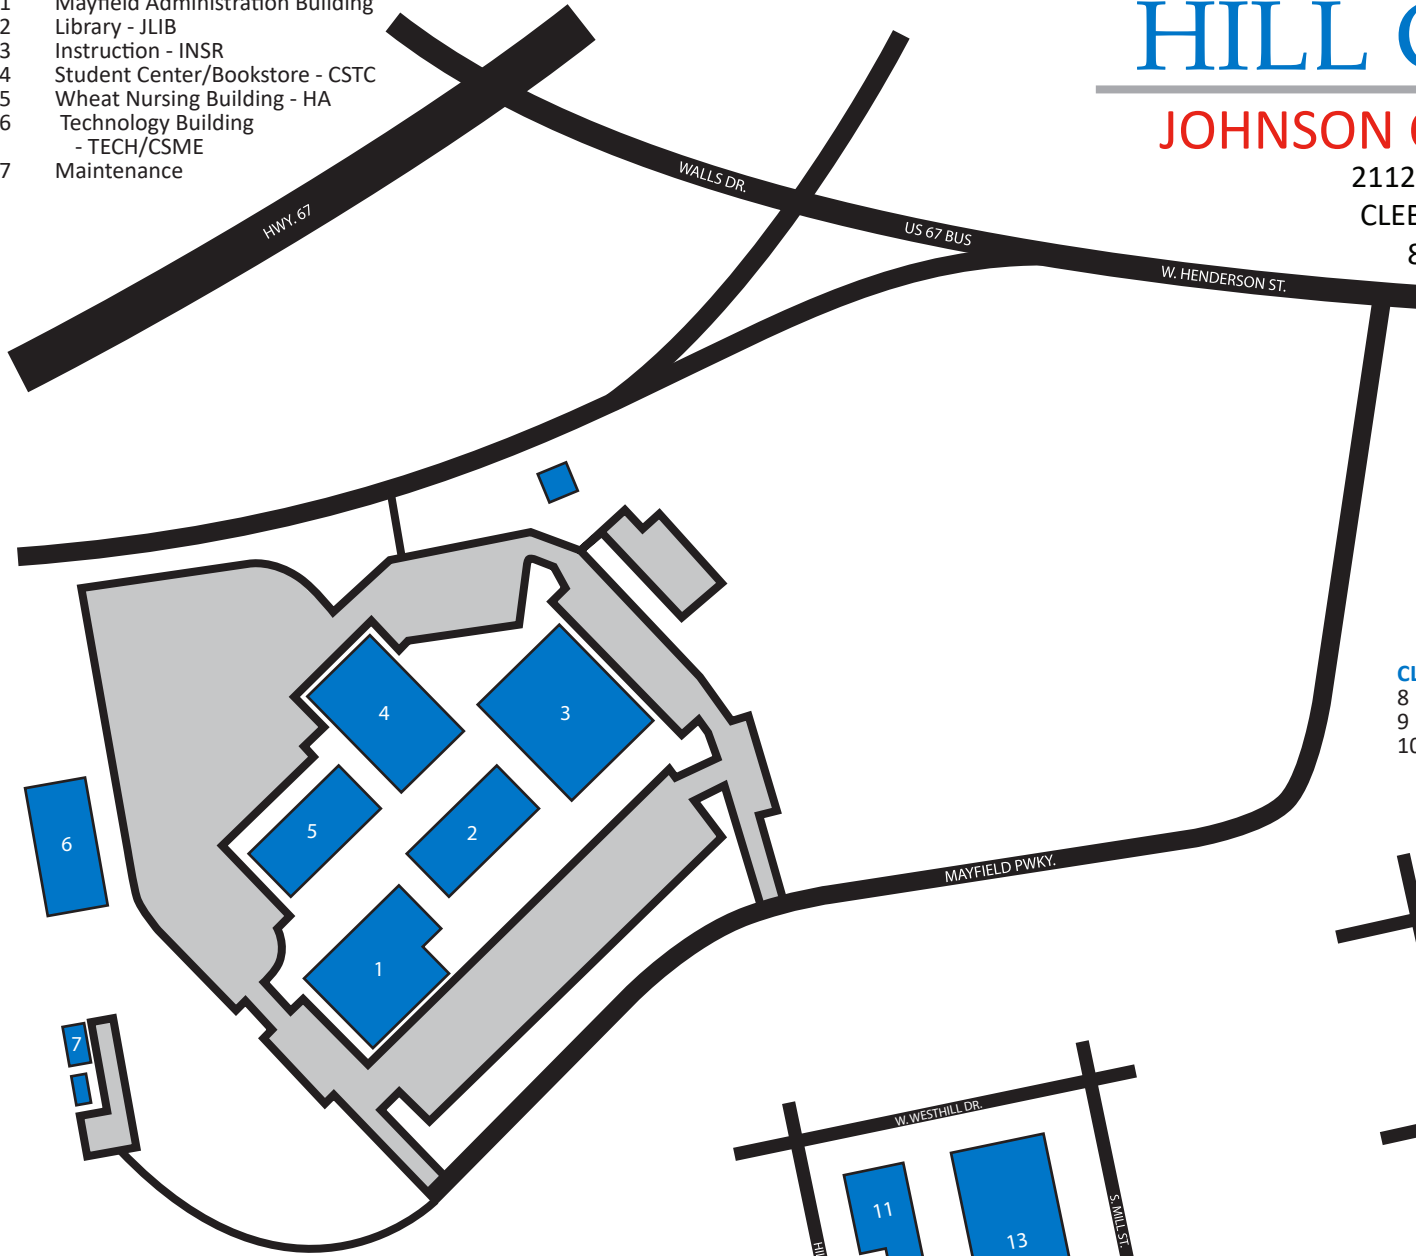 1 Mayfield Administration Building
2 Library - JLIB
3 Instruction - INSR
4 Student Center/Bookstore - CSTC
5 Wheat Nursing Building - HA
6 Technology Building
- TECH/CSME
7 Maintenance
HILL
JOHNSON
2112
HWY. 67
WALLS DR.
US 67 BUS
W. HENDERSON ST.
8
9
10
4
3
5
2
6
1
7
MAYFIELD PWKY.
W. WESTHILL DR.
S. MILL ST.
11
13